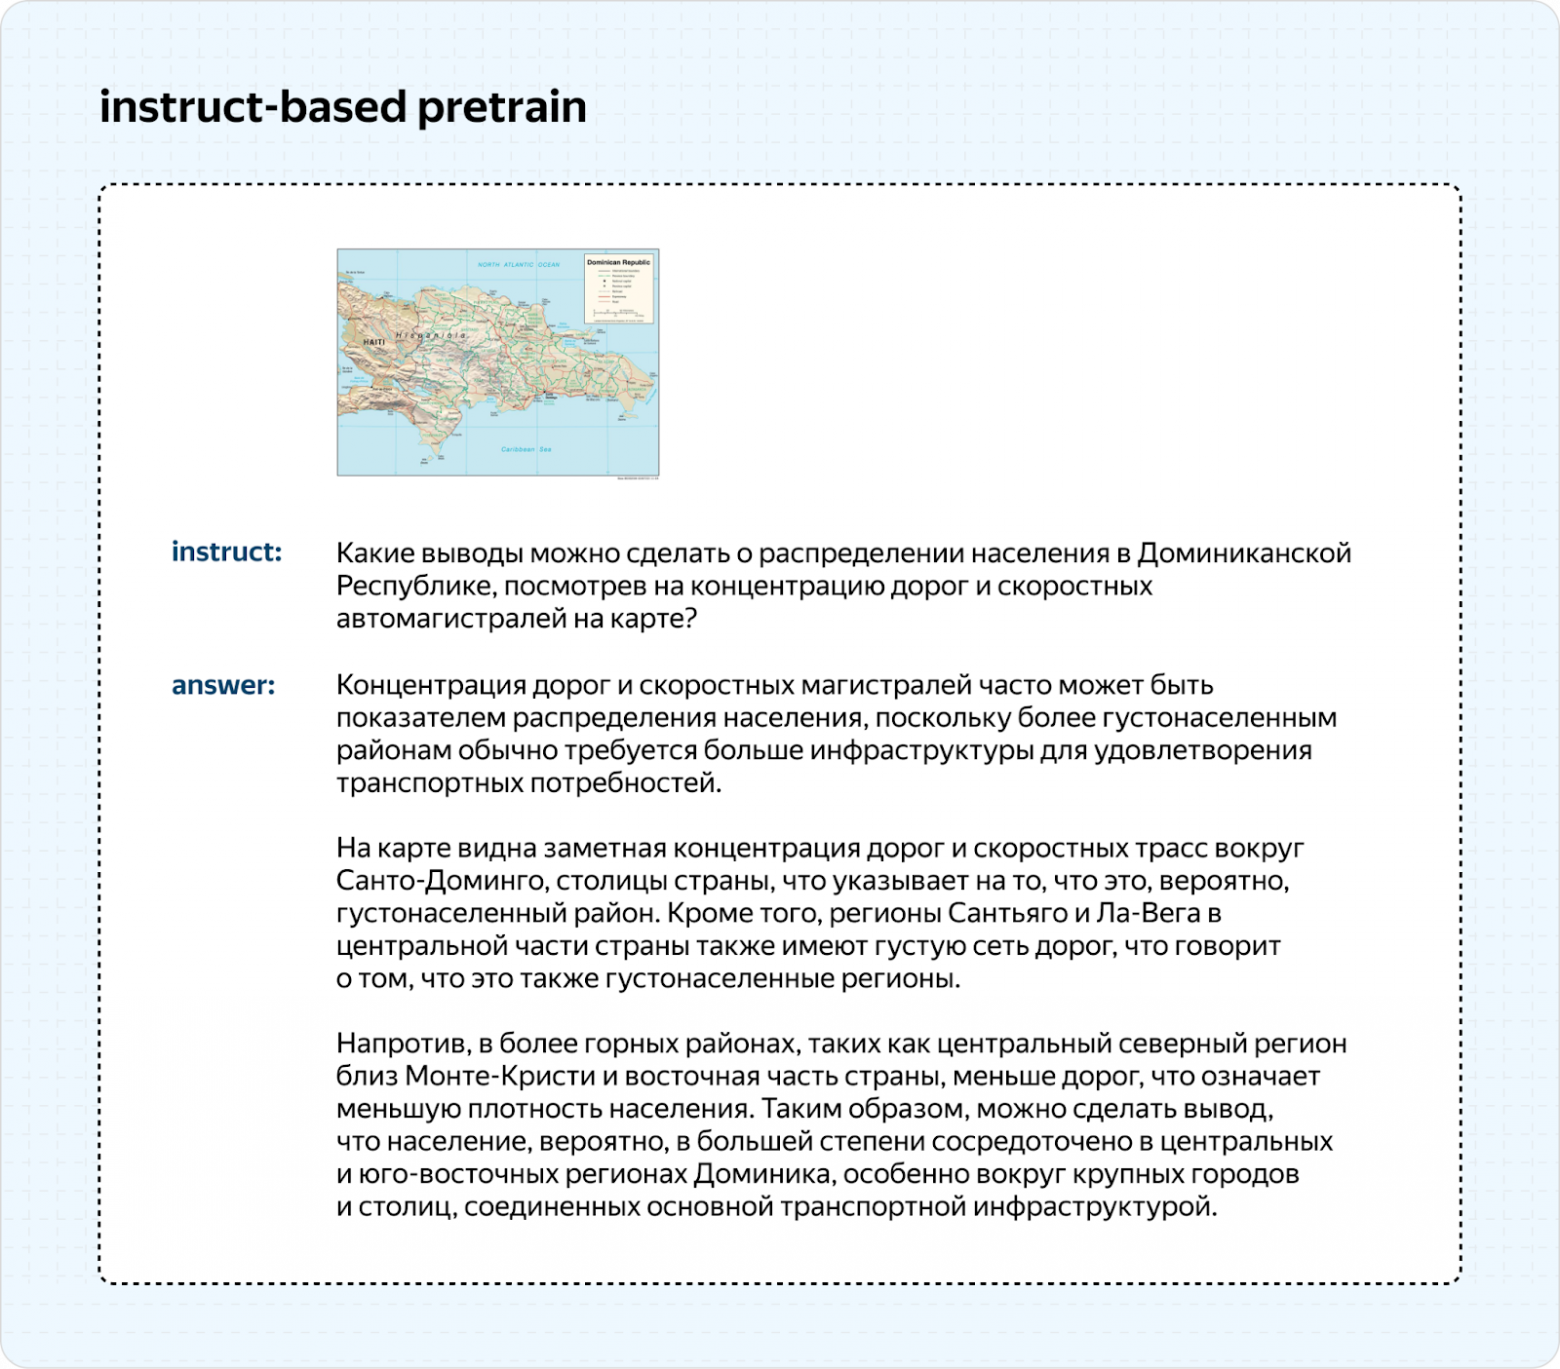 instruct-based pretrain
NORTH ATLANTIC OCEAN
Dominican Republic
Hispaniola
HAITI
Caribbean Sea
instruct:
Какие выводы можно сделать о распределении населения в Доминиканской
Республике, посмотрев на концентрацию дорог и скоростных
автомагистралей на карте?
answer:
Концентрация дорог и скоростных магистралей часто может быть
показателем распределения населения, поскольку более густонаселенным
районам обычно требуется больше инфраструктуры для удовлетворения
транспортных потребностей.
На карте видна заметная концентрация дорог и скоростных трасс вокруг
Санто-Доминго, столицы страны, что указывает на то, что это, вероятно,
густонаселенный район. Кроме того, регионы Сантьяго и Ла-Вега в
центральной части страны также имеют густую сеть дорог, что говорит
о том, что это также густонаселенные регионы.
Напротив, в более горных районах, таких как центральный северный регион
близ Монте-Кристи и восточная часть страны, меньше дорог, что означает
меньшую плотность населения. Таким образом, можно сделать вывод,
что население, вероятно, в большей степени сосредоточено в центральных
и юго-восточных регионах Доминика, особенно вокруг крупных городов
и столиц, соединенных основной транспортной инфраструктурой.